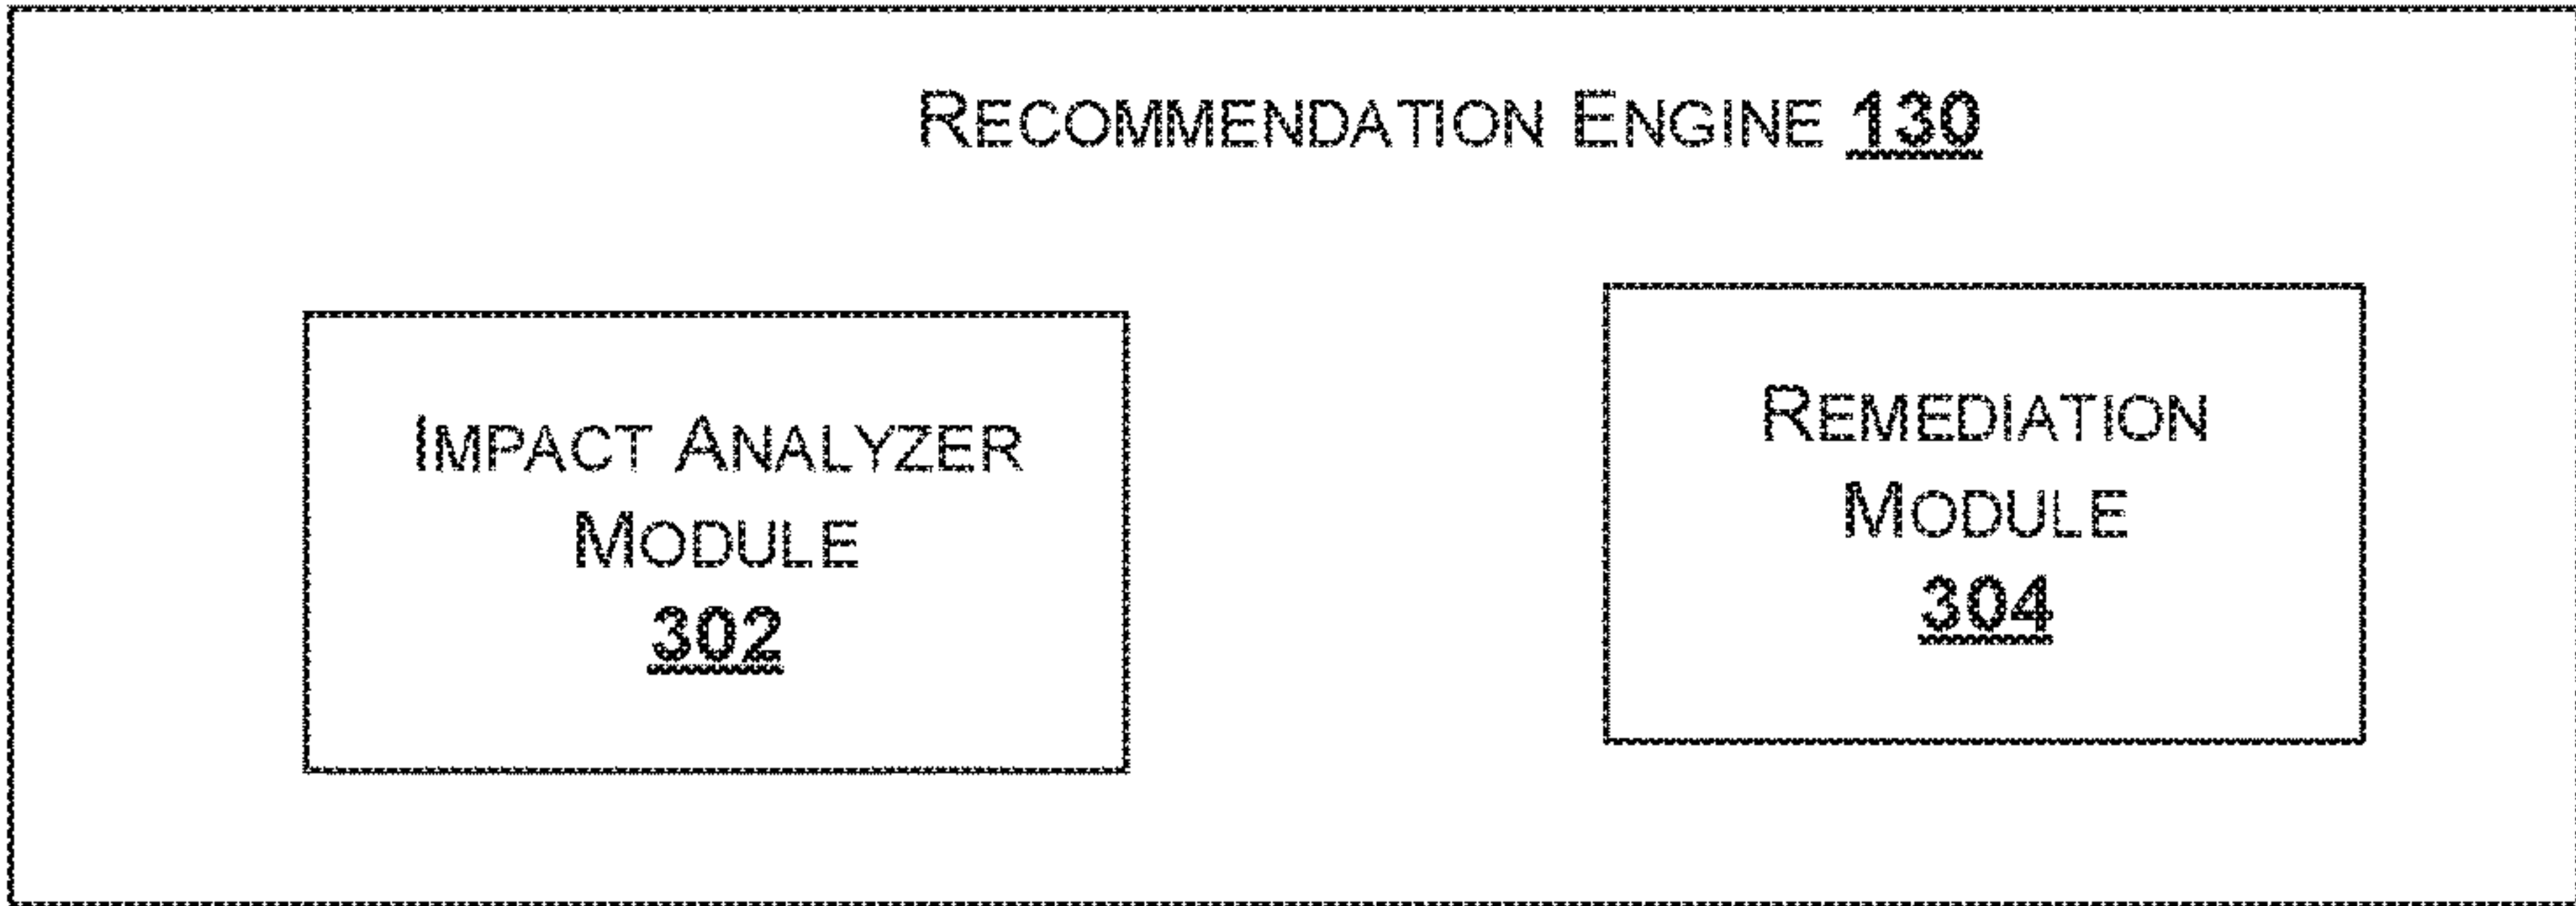 RECOMMENDATION ENGINE 130
IMPACT ANALYZER
MODULE
302
REMEDIATION
MODULE
304